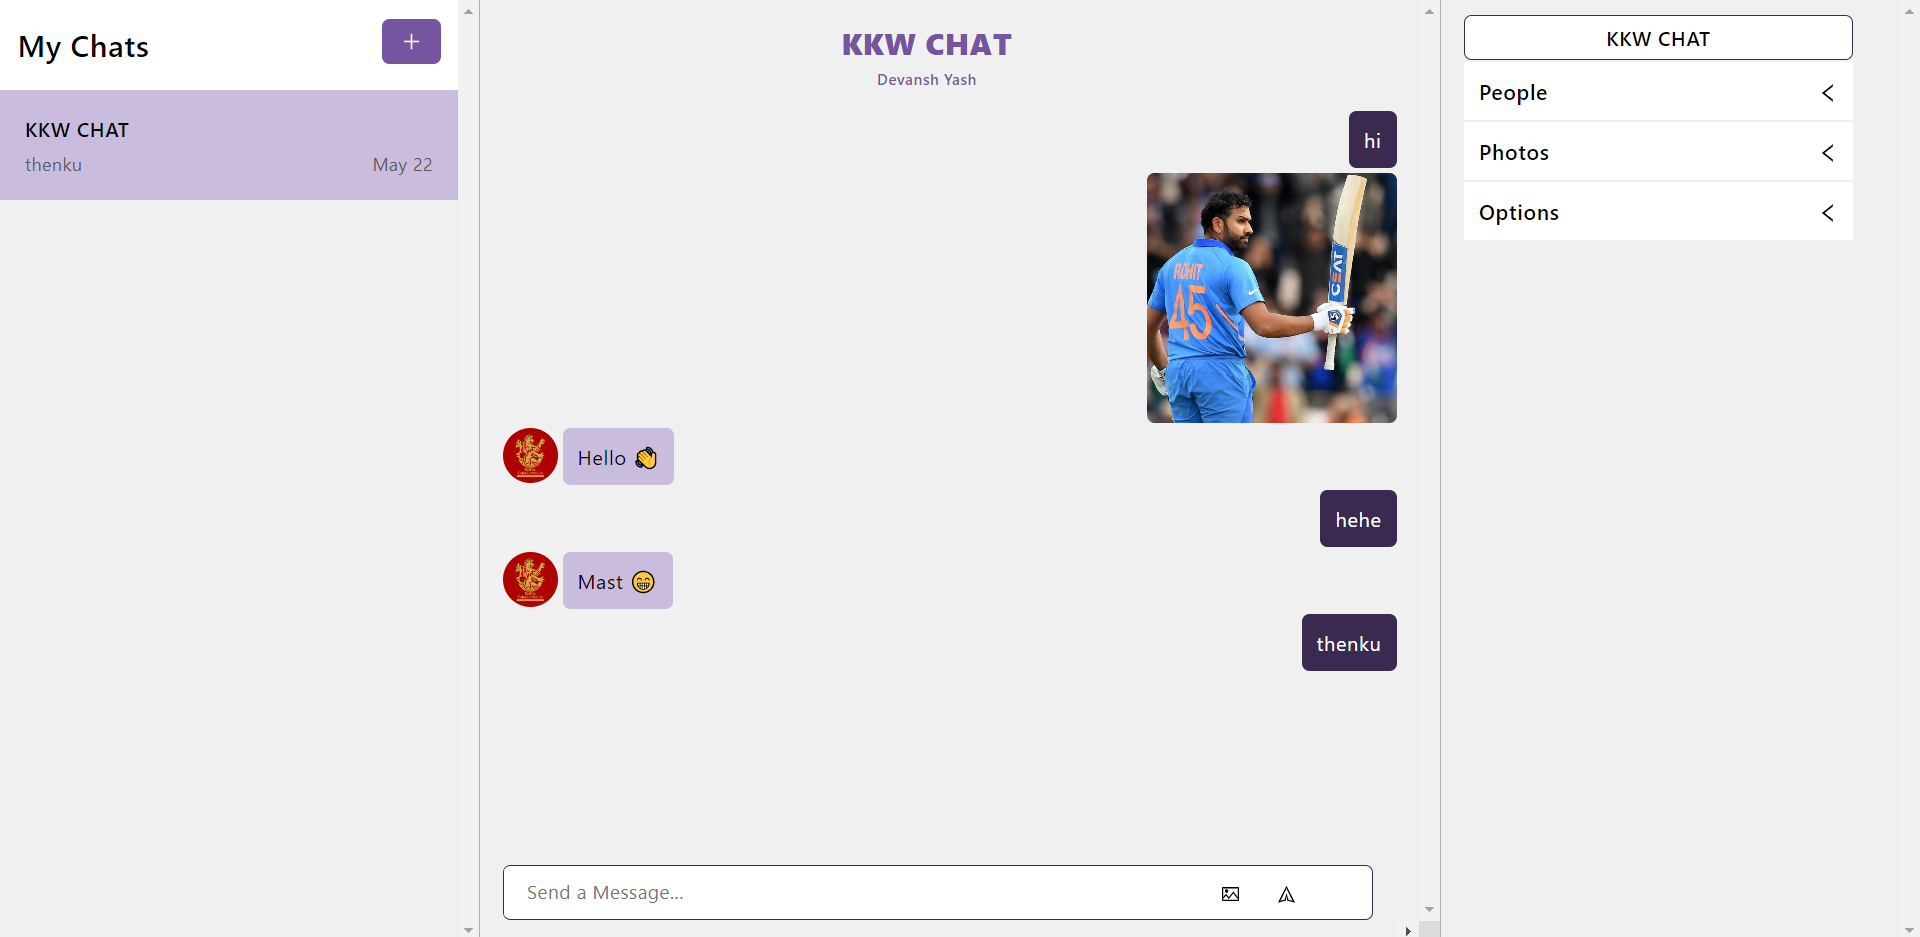 My Chats
+
KKW CHAT
thenku
May 22
KKW CHAT
Devansh Yash
hi
ROHIT
45
CEAT
Hello 👏
hehe
Mast 😁
thenku
Send a Message...
KKW CHAT
People
Photos
Options